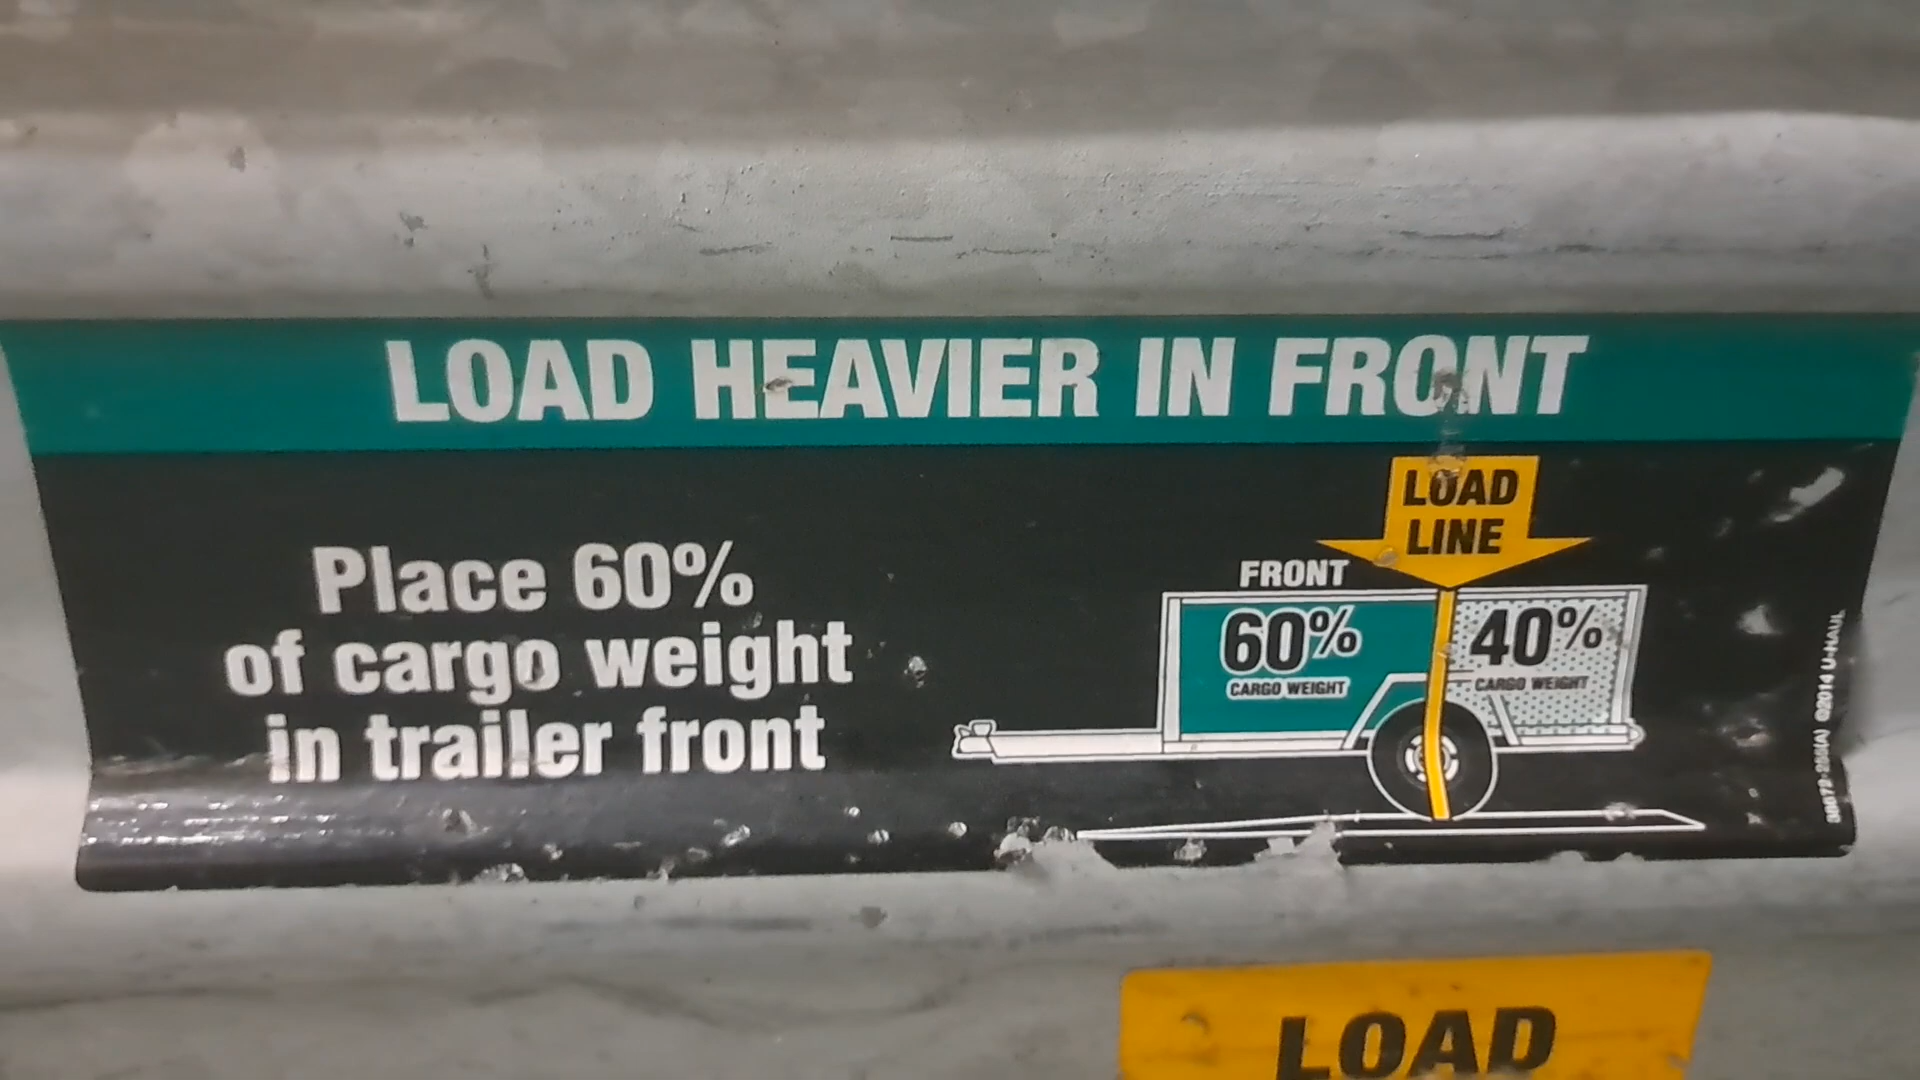 LOAD HEAVIER IN FRONT
Place 60%
of cargo weight
in trailer front
LOAD
LINE
FRONT
60%
CARGO WEIGHT
40%
CARGO WEIGHT
©2014 U-HAUL
LOAD